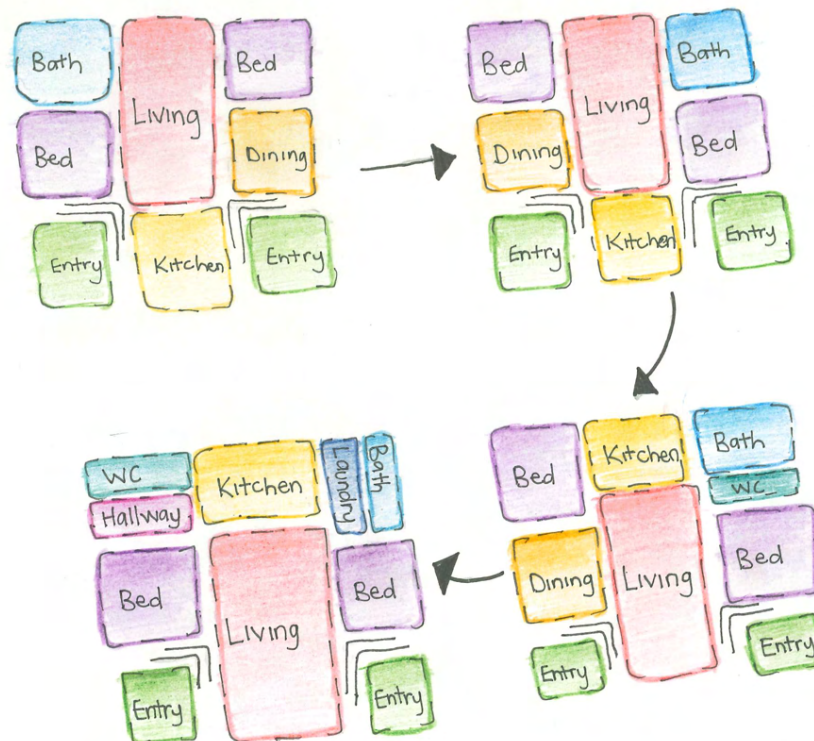 Bath
Living
Bed
Bed
Dining
Entry
Kitchen
Entry
Bed
Living
Bath
Dining
Bed
Entry
Kitchen
Entry
Bed
Kitchen
Bath
WC
Dining
Living
Bed
Entry
Entry
WC
Hallway
Kitchen
Laundry
Bath
Bed
Living
Bed
Entry
Entry